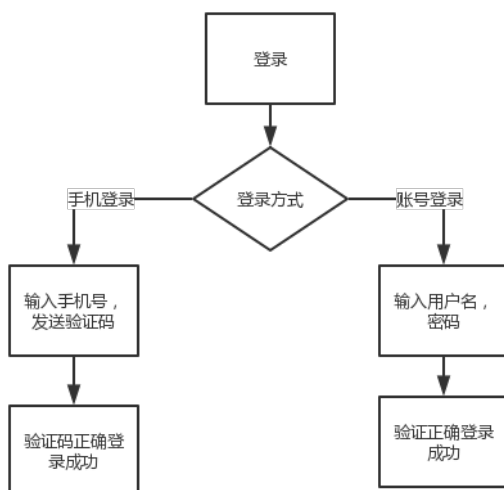 登录
登录方式
手机登录
账号登录
输入手机号，
发送验证码
输入用户名，
密码
验证码正确登
录成功
验证正确登录
成功